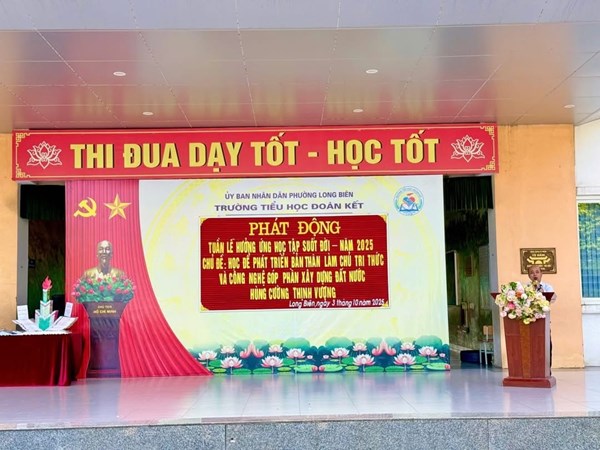 THI ĐUA DẠY TỐT - HỌC TỐT
ỦY BAN NHÂN DÂN PHƯỜNG LONG BIÊN
TRƯỜNG TIỂU HỌC ĐOÀN KẾT
PHÁT ĐỘNG
TUẦN LỄ HƯỞNG ỨNG HỌC TẬP SUỐT ĐỜI - NĂM 2025
CHỦ ĐỀ: HỌC ĐỂ PHÁT TRIỂN BẢN THÂN LÀM CHỦ TRI THỨC
VÀ CÔNG NGHỆ GÓP PHẦN XÂY DỰNG ĐẤT NƯỚC
HÙNG CƯỜNG THỊNH VƯỢNG
Long Biên, ngày 3 tháng 10 năm 2025